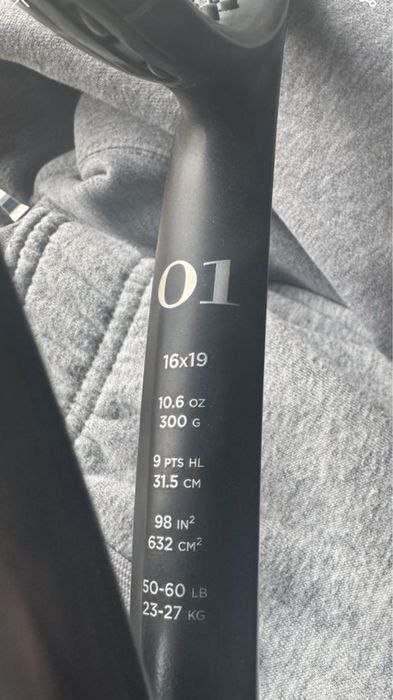 01
16x19
10.6 OZ
300 G
9 PTS HL
31.5 CM
98 IN²
632 CM²
50-60 LB
23-27 KG